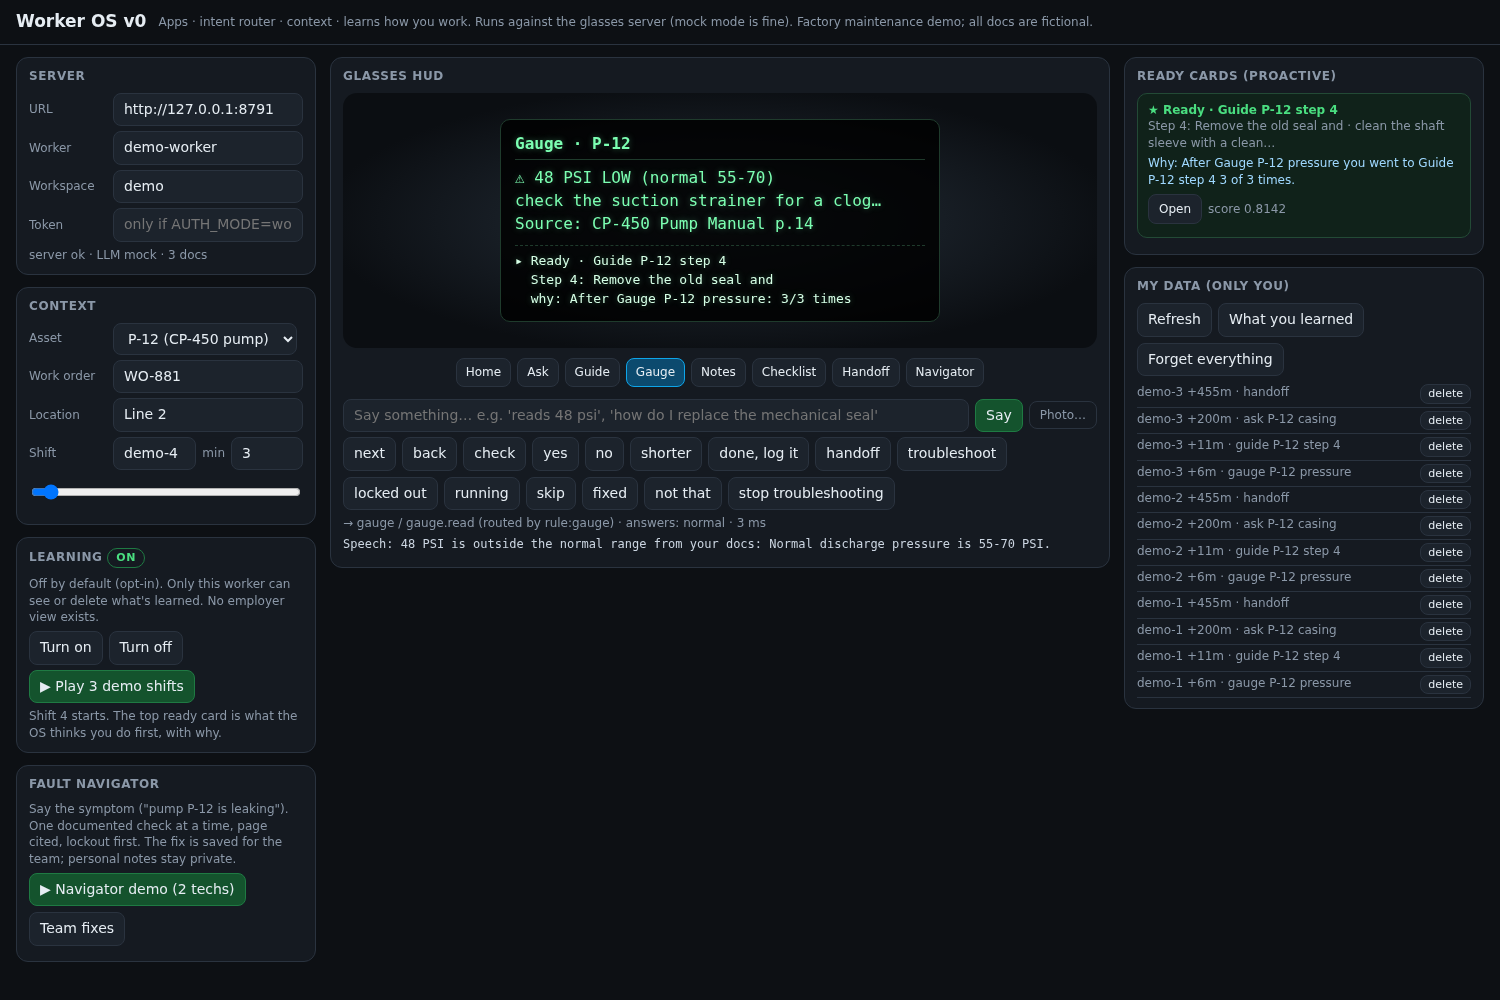 Worker OS v0
Apps · intent router · context · learns how you work. Runs against the glasses server (mock mode is fine). Factory maintenance demo; all docs are fictional.
SERVER
URL
http://127.0.0.1:8791
Worker
demo-worker
Workspace
demo
Token
only if AUTH_MODE=wo
server ok · LLM mock · 3 docs
CONTEXT
Asset
P-12 (CP-450 pump)
Work order
WO-881
Location
Line 2
Shift
demo-4
min
3
LEARNING ON
Off by default (opt-in). Only this worker can
see or delete what's learned. No employer
view exists.
Turn on
Turn off
▶ Play 3 demo shifts
Shift 4 starts. The top ready card is what the
OS thinks you do first, with why.
FAULT NAVIGATOR
Say the symptom ("pump P-12 is leaking").
One documented check at a time, page
cited, lockout first. The fix is saved for the
team; personal notes stay private.
▶ Navigator demo (2 techs)
Team fixes
GLASSES HUD
Gauge · P-12
⚠ 48 PSI LOW (normal 55-70)
check the suction strainer for a clog…
Source: CP-450 Pump Manual p.14
▸ Ready · Guide P-12 step 4
Step 4: Remove the old seal and
why: After Gauge P-12 pressure: 3/3 times
Home
Ask
Guide
Gauge
Notes
Checklist
Handoff
Navigator
Say something… e.g. 'reads 48 psi', 'how do I replace the mechanical seal'
Say
Photo…
next
back
check
yes
no
shorter
done, log it
handoff
troubleshoot
locked out
running
skip
fixed
not that
stop troubleshooting
→ gauge / gauge.read (routed by rule:gauge) · answers: normal · 3 ms
Speech: 48 PSI is outside the normal range from your docs: Normal discharge pressure is 55-70 PSI.
READY CARDS (PROACTIVE)
★ Ready · Guide P-12 step 4
Step 4: Remove the old seal and · clean the shaft
sleeve with a clean…
Why: After Gauge P-12 pressure you went to Guide
P-12 step 4 3 of 3 times.
Open
score 0.8142
MY DATA (ONLY YOU)
Refresh
What you learned
Forget everything
demo-3 +455m · handoff
delete
demo-3 +200m · ask P-12 casing
delete
demo-3 +11m · guide P-12 step 4
delete
demo-3 +6m · gauge P-12 pressure
delete
demo-2 +455m · handoff
delete
demo-2 +200m · ask P-12 casing
delete
demo-2 +11m · guide P-12 step 4
delete
demo-2 +6m · gauge P-12 pressure
delete
demo-1 +455m · handoff
delete
demo-1 +200m · ask P-12 casing
delete
demo-1 +11m · guide P-12 step 4
delete
demo-1 +6m · gauge P-12 pressure
delete